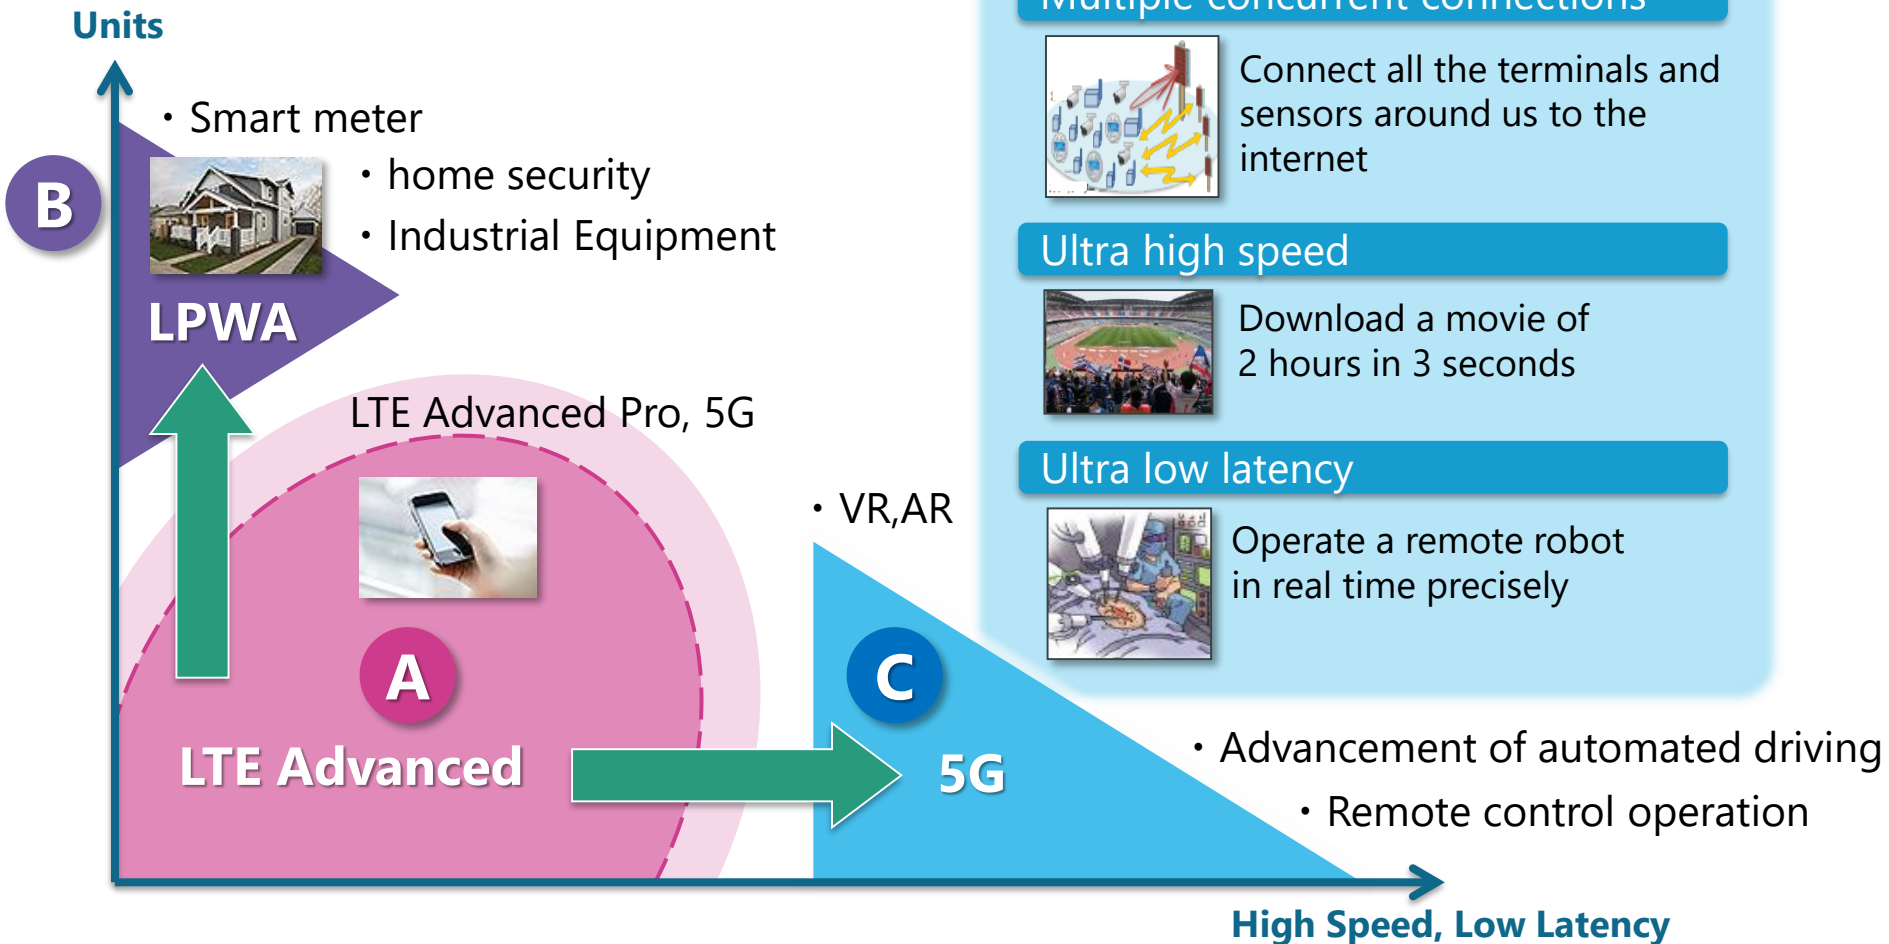 Units
・Smart meter
・home security
・Industrial Equipment
B
LPWA
LTE Advanced Pro, 5G
A
LTE Advanced
・VR,AR
C
5G
・Advancement of automated driving
・Remote control operation
High Speed, Low Latency
Multiple concurrent connections
Connect all the terminals and
sensors around us to the
internet
Ultra high speed
Download a movie of
2 hours in 3 seconds
Ultra low latency
Operate a remote robot
in real time precisely